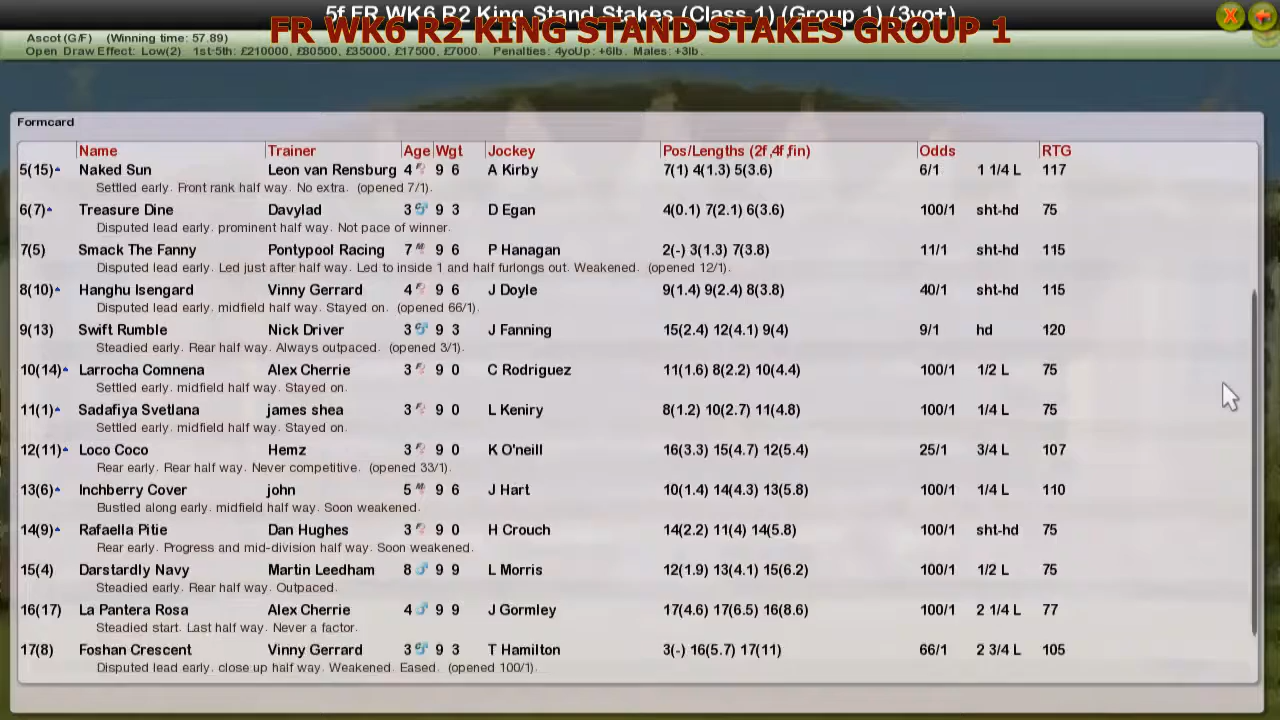 5f FR WK6 R2 King Stand Stakes (Class 1) (Group 1) (3yo+)
FR WK6 R2 KING STAND STAKES GROUP 1
Ascot (G/F) (Winning time: 57.89)
Open Draw Effect: Low(2) 1st-5th: £210000, £80500, £35000, £17500, £7000. Penalties: 4yoUp: +6lb. Males: +3lb.
Formcard
Name Trainer Age Wgt Jockey Pos/Lengths (2f,4f,fin) Odds RTG
5(15) Naked Sun Leon van Rensburg 4 9 6 A Kirby 7(1) 4(1.3) 5(3.6) 6/1 1 1/4 L 117
Settled early. Front rank half way. No extra. (opened 7/1).
6(7) Treasure Dine Davylad 3 9 3 D Egan 4(0.1) 7(2.1) 6(3.6) 100/1 sht-hd 75
Disputed lead early, prominent half way. Not pace of winner.
7(5) Smack The Fanny Pontypool Racing 7 9 6 P Hanagan 2(-) 3(1.3) 7(3.8) 11/1 sht-hd 115
Disputed lead early. Led just after half way. Led to inside 1 and half furlongs out. Weakened. (opened 12/1).
8(10) Hanghu Isengard Vinny Gerrard 4 9 6 J Doyle 9(1.4) 9(2.4) 8(3.8) 40/1 sht-hd 115
Disputed lead early, midfield half way. Stayed on. (opened 66/1).
9(13) Swift Rumble Nick Driver 3 9 3 J Fanning 15(2.4) 12(4.1) 9(4) 9/1 hd 120
Steadied early. Rear half way. Always outpaced. (opened 3/1).
10(14) Larrocha Comnena Alex Cherrie 3 9 0 C Rodriguez 11(1.6) 8(2.2) 10(4.4) 100/1 1/2 L 75
Settled early. midfield half way. Stayed on.
11(1) Sadafiya Svetlana james shea 3 9 0 L Keniry 8(1.2) 10(2.7) 11(4.8) 100/1 1/4 L 75
Settled early. midfield half way. Stayed on.
12(11) Loco Coco Hemz 3 9 0 K O'neill 16(3.3) 15(4.7) 12(5.4) 25/1 3/4 L 107
Rear early. Rear half way. Never competitive. (opened 33/1).
13(6) Inchberry Cover john 5 9 6 J Hart 10(1.4) 14(4.3) 13(5.8) 100/1 1/4 L 110
Bustled along early. midfield half way. Soon weakened.
14(9) Rafaella Pitie Dan Hughes 3 9 0 H Crouch 14(2.2) 11(4) 14(5.8) 100/1 sht-hd 75
Rear early. Progress and mid-division half way. Soon weakened.
15(4) Darstardly Navy Martin Leedham 8 9 9 L Morris 12(1.9) 13(4.1) 15(6.2) 100/1 1/2 L 75
Steadied early. Rear half way. Outpaced.
16(17) La Pantera Rosa Alex Cherrie 4 9 9 J Gormley 17(4.6) 17(6.5) 16(8.6) 100/1 2 1/4 L 77
Steadied start. Last half way. Never a factor.
17(8) Foshan Crescent Vinny Gerrard 3 9 3 T Hamilton 3(-) 16(5.7) 17(11) 66/1 2 3/4 L 105
Disputed lead early, close up half way. Weakened. Eased. (opened 100/1).